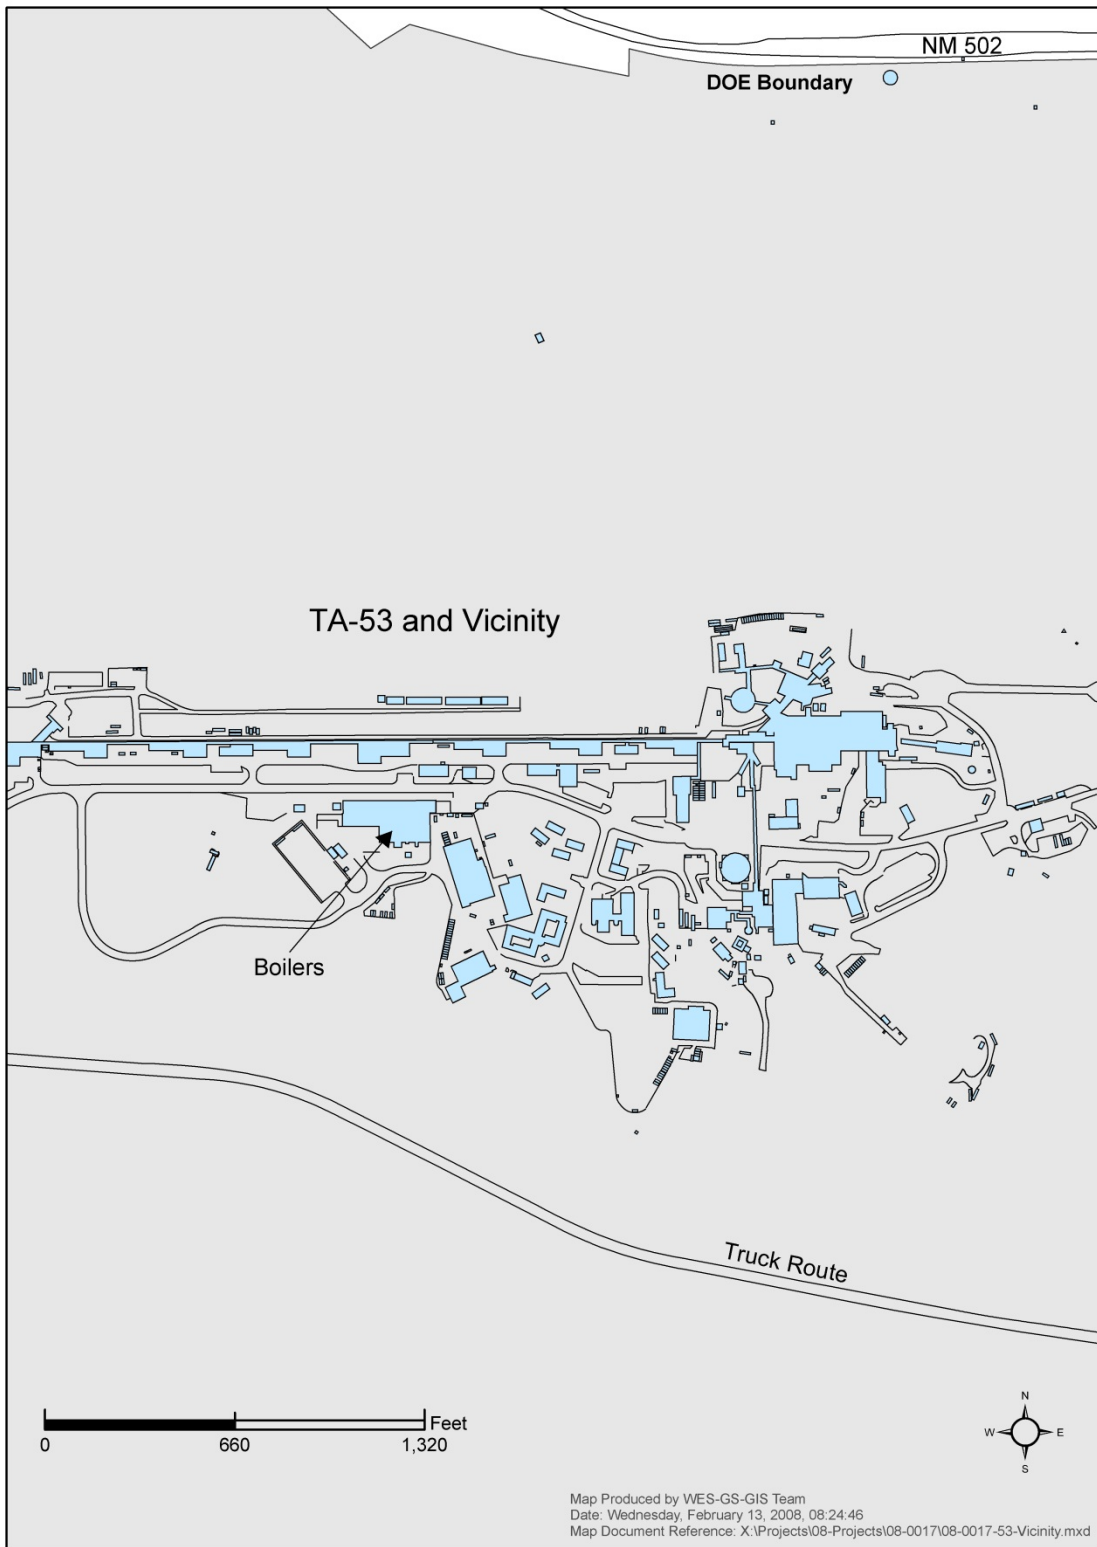 NM 502
DOE Boundary
TA-53 and Vicinity
Boilers
Truck Route
Feet
0 660 1,320
N
W E
S
Map Produced by WES-GS-GIS Team
Date: Wednesday, February 13, 2008, 08:24:46
Map Document Reference: X:\Projects\08-Projects\08-0017\08-0017-53-Vicinity.mxd